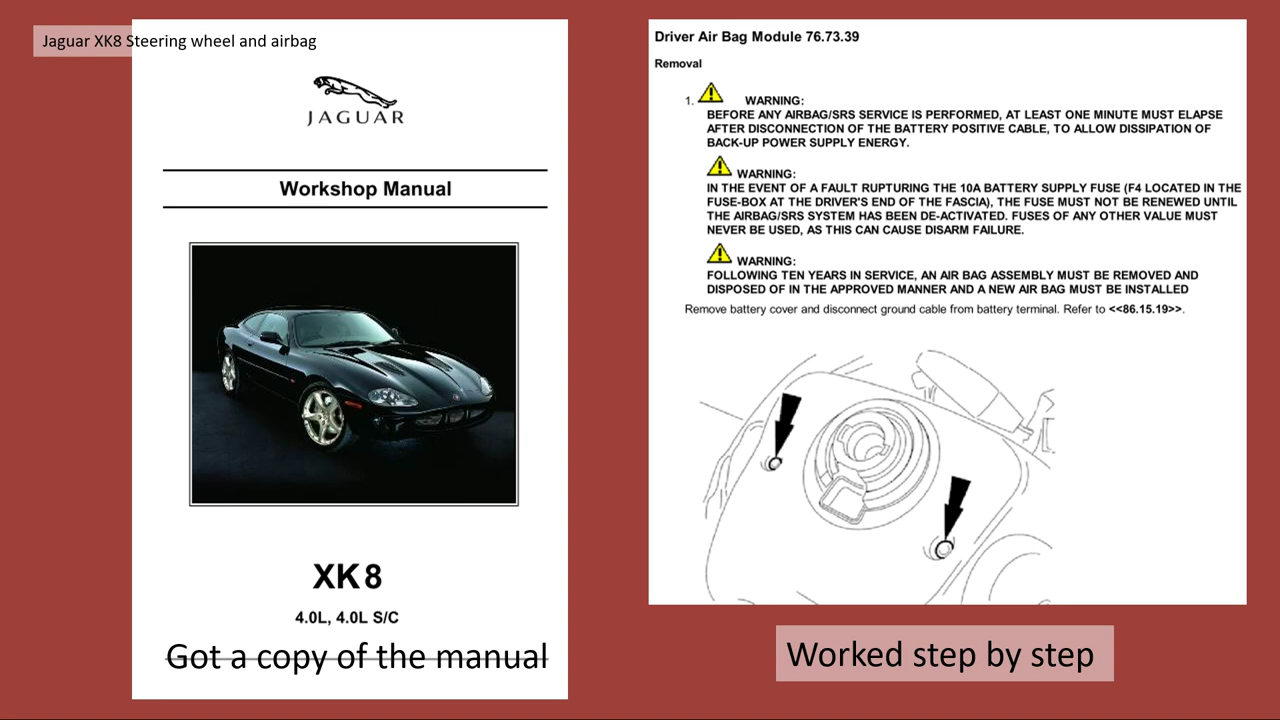 Jaguar XK8 Steering wheel and airbag
JAGUAR
Workshop Manual
XK8
4.0L, 4.0L S/C
Got a copy of the manual
Driver Air Bag Module 76.73.39
Removal
1. WARNING:
BEFORE ANY AIRBAG/SRS SERVICE IS PERFORMED, AT LEAST ONE MINUTE MUST ELAPSE
AFTER DISCONNECTION OF THE BATTERY POSITIVE CABLE, TO ALLOW DISSIPATION OF
BACK-UP POWER SUPPLY ENERGY.
WARNING:
IN THE EVENT OF A FAULT RUPTURING THE 10A BATTERY SUPPLY FUSE (F4 LOCATED IN THE
FUSE-BOX AT THE DRIVER'S END OF THE FASCIA), THE FUSE MUST NOT BE RENEWED UNTIL
THE AIRBAG/SRS SYSTEM HAS BEEN DE-ACTIVATED. FUSES OF ANY OTHER VALUE MUST
NEVER BE USED, AS THIS CAN CAUSE DISARM FAILURE.
WARNING:
FOLLOWING TEN YEARS IN SERVICE, AN AIR BAG ASSEMBLY MUST BE REMOVED AND
DISPOSED OF IN THE APPROVED MANNER AND A NEW AIR BAG MUST BE INSTALLED
Remove battery cover and disconnect ground cable from battery terminal. Refer to <<86.15.19>>.
Worked step by step